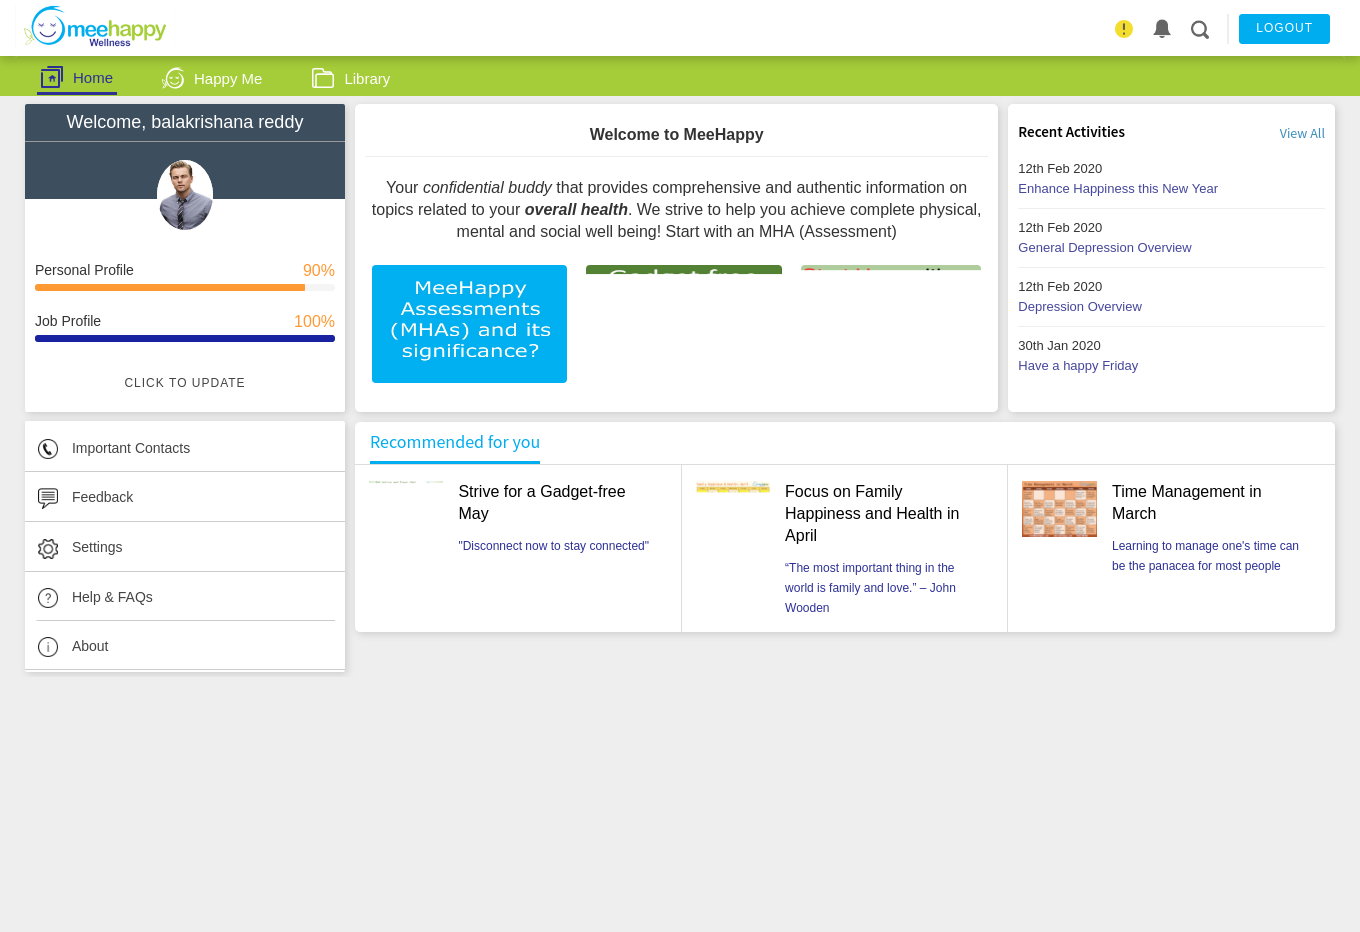 meehappy
Wellness
LOGOUT
Home
Happy Me
Library
Welcome, balakrishana reddy
Personal Profile 90%
Job Profile 100%
CLICK TO UPDATE
Important Contacts
Feedback
Settings
Help & FAQs
About
Welcome to MeeHappy
Your confidential buddy that provides comprehensive and authentic information on
topics related to your overall health. We strive to help you achieve complete physical,
mental and social well being! Start with an MHA (Assessment)
MeeHappy
Assessments
(MHAs) and its
significance?
Recent Activities View All
12th Feb 2020
Enhance Happiness this New Year
12th Feb 2020
General Depression Overview
12th Feb 2020
Depression Overview
30th Jan 2020
Have a happy Friday
Recommended for you
Strive for a Gadget-free
May
"Disconnect now to stay connected"
Focus on Family
Happiness and Health in
April
“The most important thing in the
world is family and love.” – John
Wooden
Time Management in March
Time Management in
March
Learning to manage one's time can
be the panacea for most people